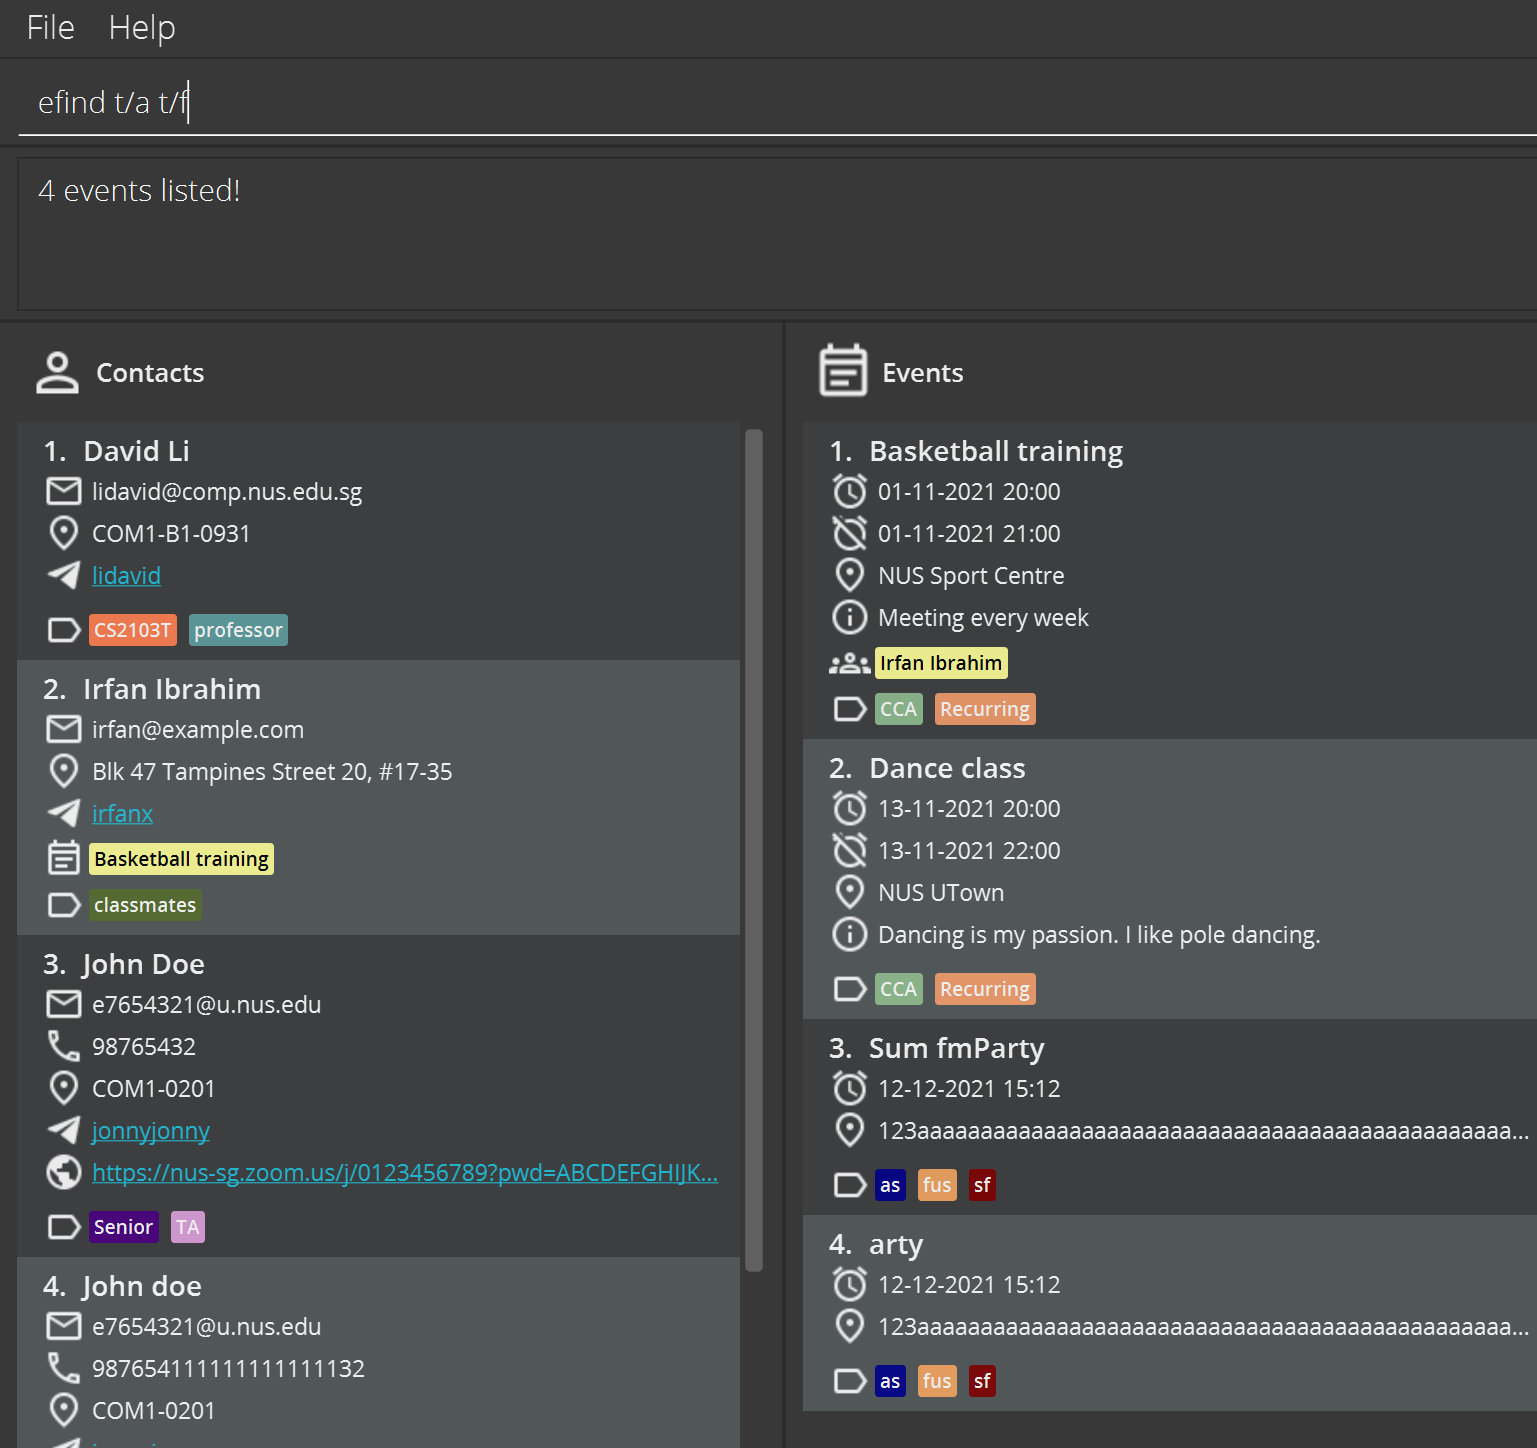 File Help
efind t/a t/f
4 events listed!
Contacts
1. David Li
lidavid@comp.nus.edu.sg
COM1-B1-0931
lidavid
CS2103T professor
2. Irfan Ibrahim
irfan@example.com
Blk 47 Tampines Street 20, #17-35
irfanx
Basketball training
classmates
3. John Doe
e7654321@u.nus.edu
98765432
COM1-0201
jonnyjonny
https://nus-sg.zoom.us/j/0123456789?pwd=ABCDEFGHIJK...
Senior TA
4. John doe
e7654321@u.nus.edu
987654111111111111132
COM1-0201
Events
1. Basketball training
01-11-2021 20:00
01-11-2021 21:00
NUS Sport Centre
Meeting every week
Irfan Ibrahim
CCA Recurring
2. Dance class
13-11-2021 20:00
13-11-2021 22:00
NUS UTown
Dancing is my passion. I like pole dancing.
CCA Recurring
3. Sum fmParty
12-12-2021 15:12
123aaaaaaaaaaaaaaaaaaaaaaaaaaaaaaaaaaaaaaaaaaaaaaa...
as fus sf
4. arty
12-12-2021 15:12
123aaaaaaaaaaaaaaaaaaaaaaaaaaaaaaaaaaaaaaaaaaaaaaa...
as fus sf